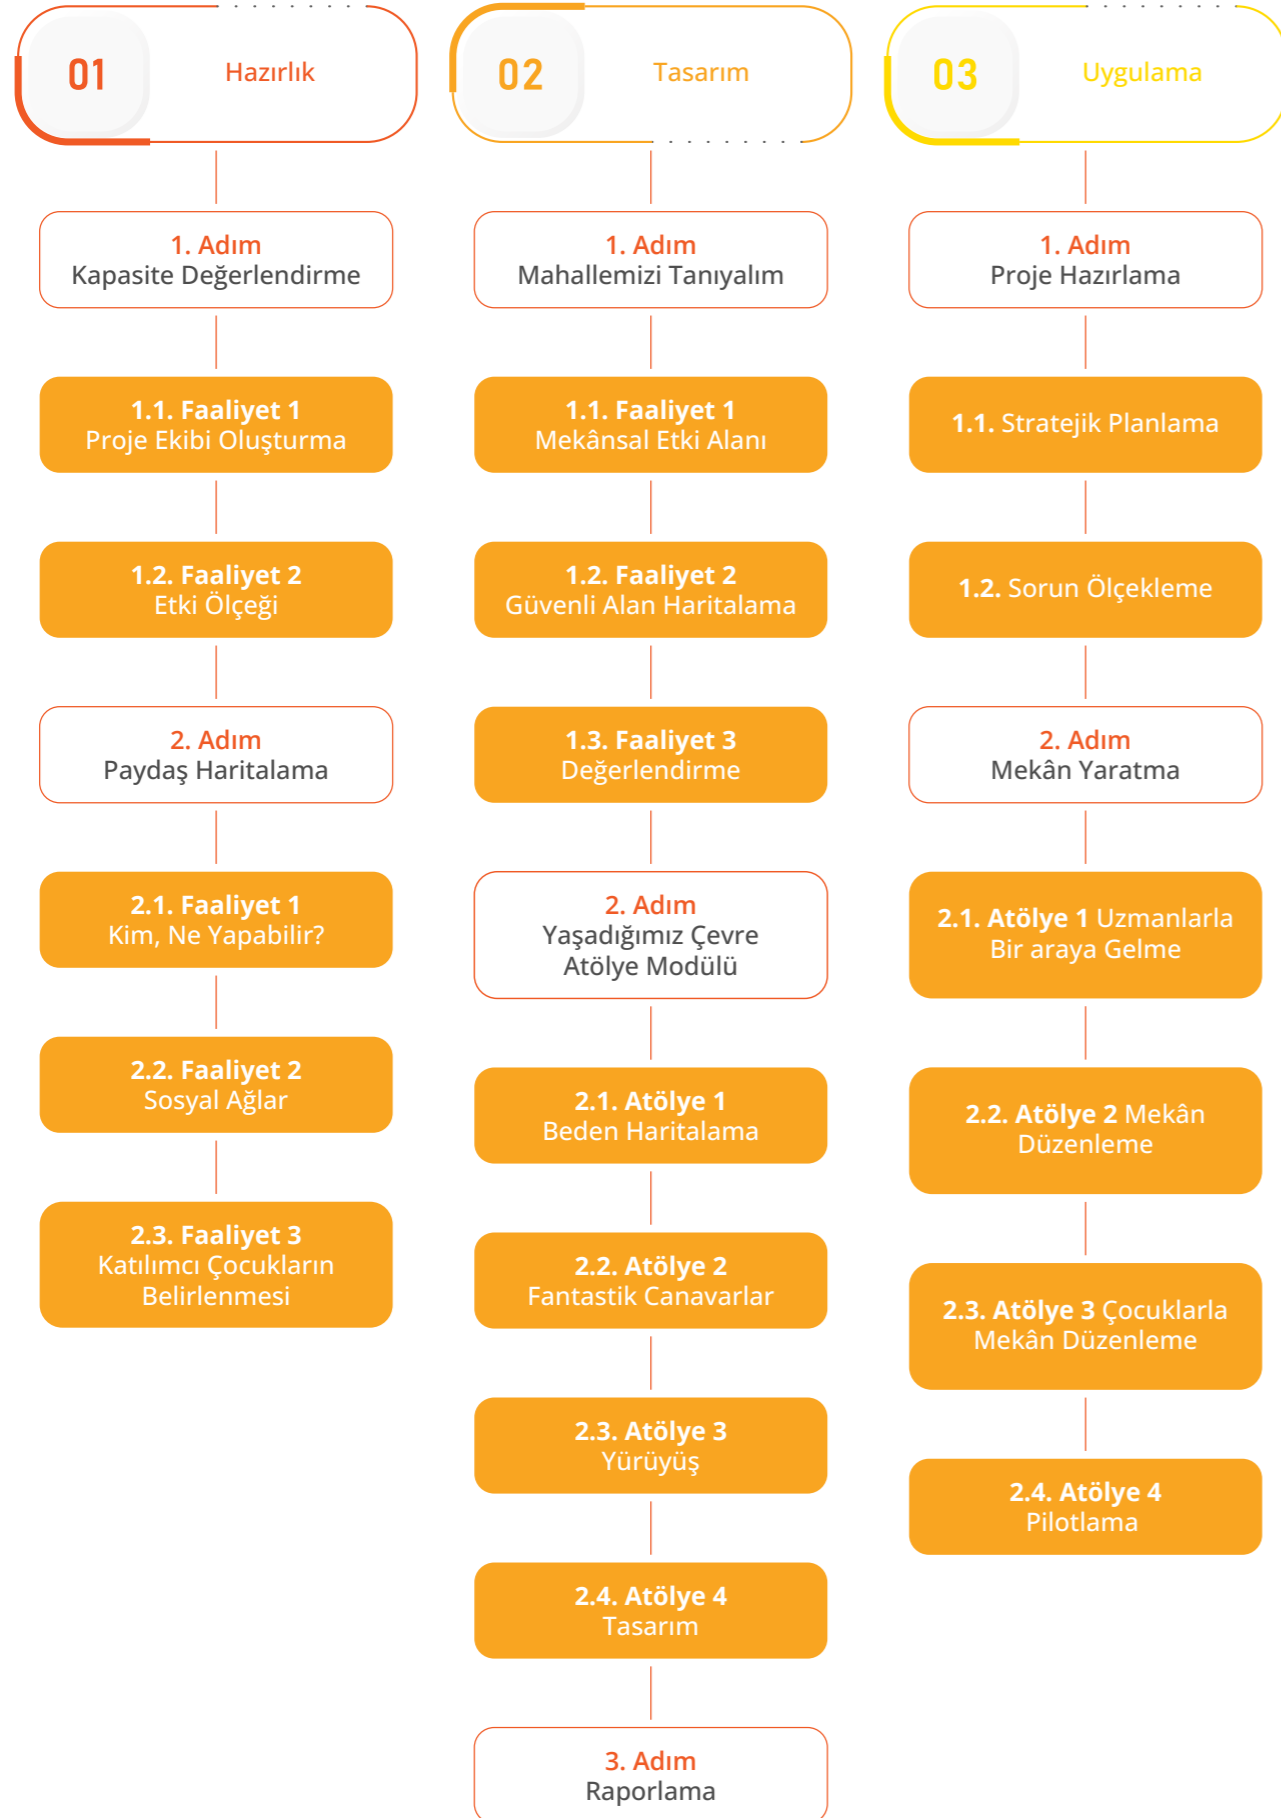 01
Hazırlık
1. Adım
Kapasite Değerlendirme
1.1. Faaliyet 1
Proje Ekibi Oluşturma
1.2. Faaliyet 2
Etki Ölçeği
2. Adım
Paydaş Haritalama
2.1. Faaliyet 1
Kim, Ne Yapabilir?
2.2. Faaliyet 2
Sosyal Ağlar
2.3. Faaliyet 3
Katılımcı Çocukların
Belirlenmesi
02
Tasarım
1. Adım
Mahallemizi Tanıyalım
1.1. Faaliyet 1
Mekânsal Etki Alanı
1.2. Faaliyet 2
Güvenli Alan Haritalama
1.3. Faaliyet 3
Değerlendirme
2. Adım
Yaşadığımız Çevre
Atölye Modülü
2.1. Atölye 1
Beden Haritalama
2.2. Atölye 2
Fantastik Canavarlar
2.3. Atölye 3
Yürüyüş
2.4. Atölye 4
Tasarım
3. Adım
Raporlama
03
Uygulama
1. Adım
Proje Hazırlama
1.1. Stratejik Planlama
1.2. Sorun Ölçekleme
2. Adım
Mekân Yaratma
2.1. Atölye 1 Uzmanlarla
Bir araya Gelme
2.2. Atölye 2 Mekân
Düzenleme
2.3. Atölye 3 Çocuklarla
Mekân Düzenleme
2.4. Atölye 4
Pilotlama